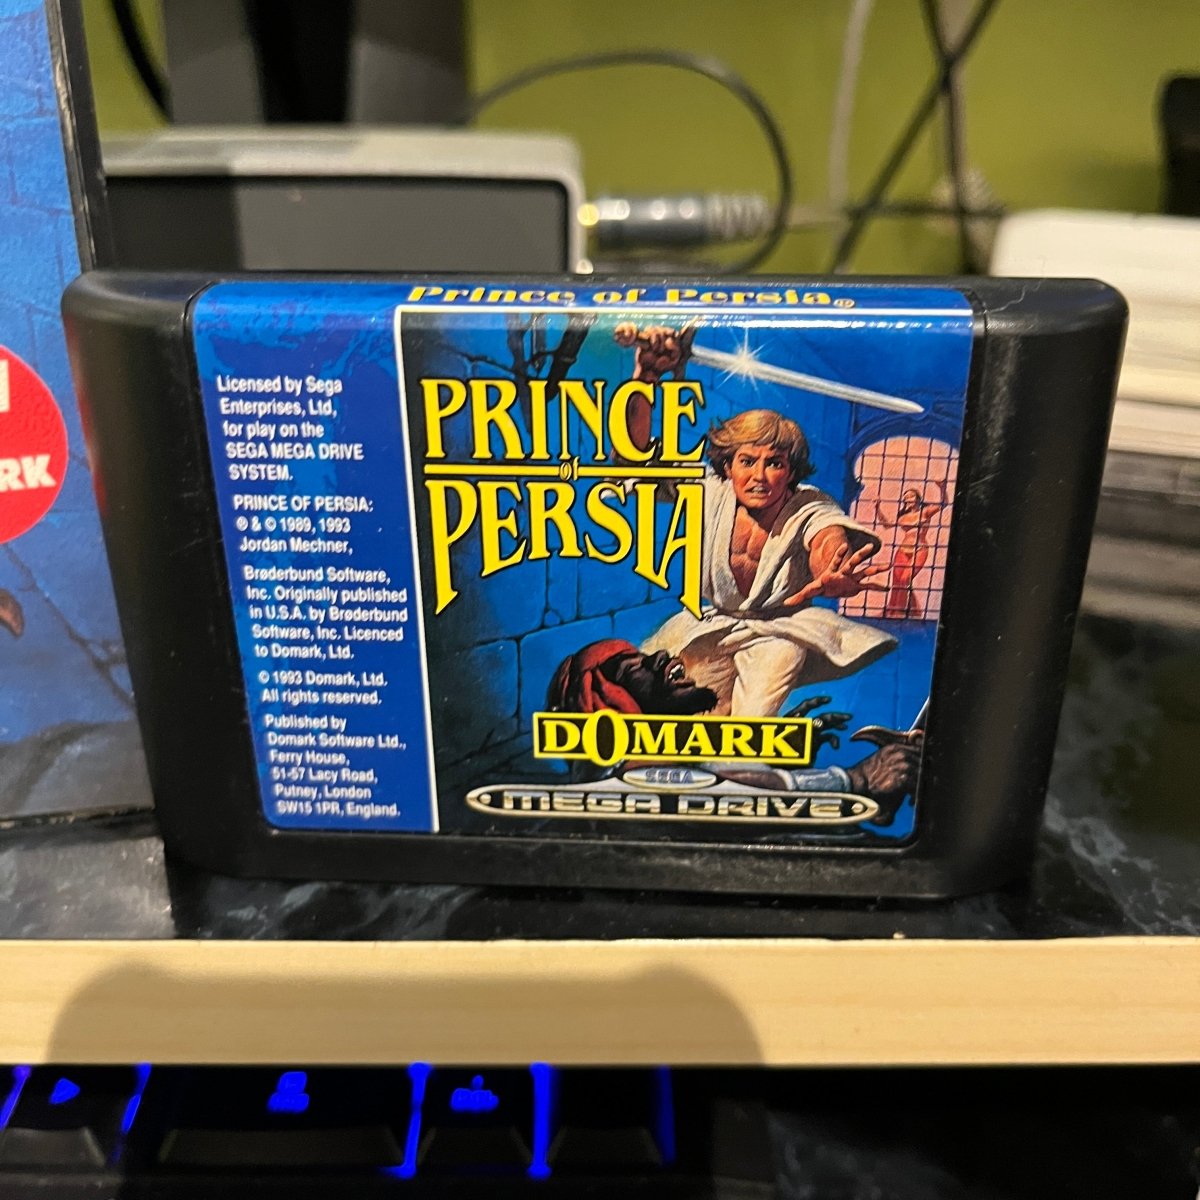 Prince of Persia®
Licensed by Sega
Enterprises, Ltd,
for play on the
SEGA MEGA DRIVE
SYSTEM.
PRINCE OF PERSIA:
® & © 1989, 1993
Jordan Mechner,
Brøderbund Software,
Inc. Originally published
in U.S.A. by Brøderbund
Software, Inc. Licenced
to Domark, Ltd.
© 1993 Domark, Ltd.
All rights reserved.
Published by
Domark Software Ltd.,
Ferry House,
51-57 Lacy Road,
Putney, London
SW15 1PR, England.
PRINCE
of
PERSIA
DOMARK™
SEGA
MEGA DRIVE
RK